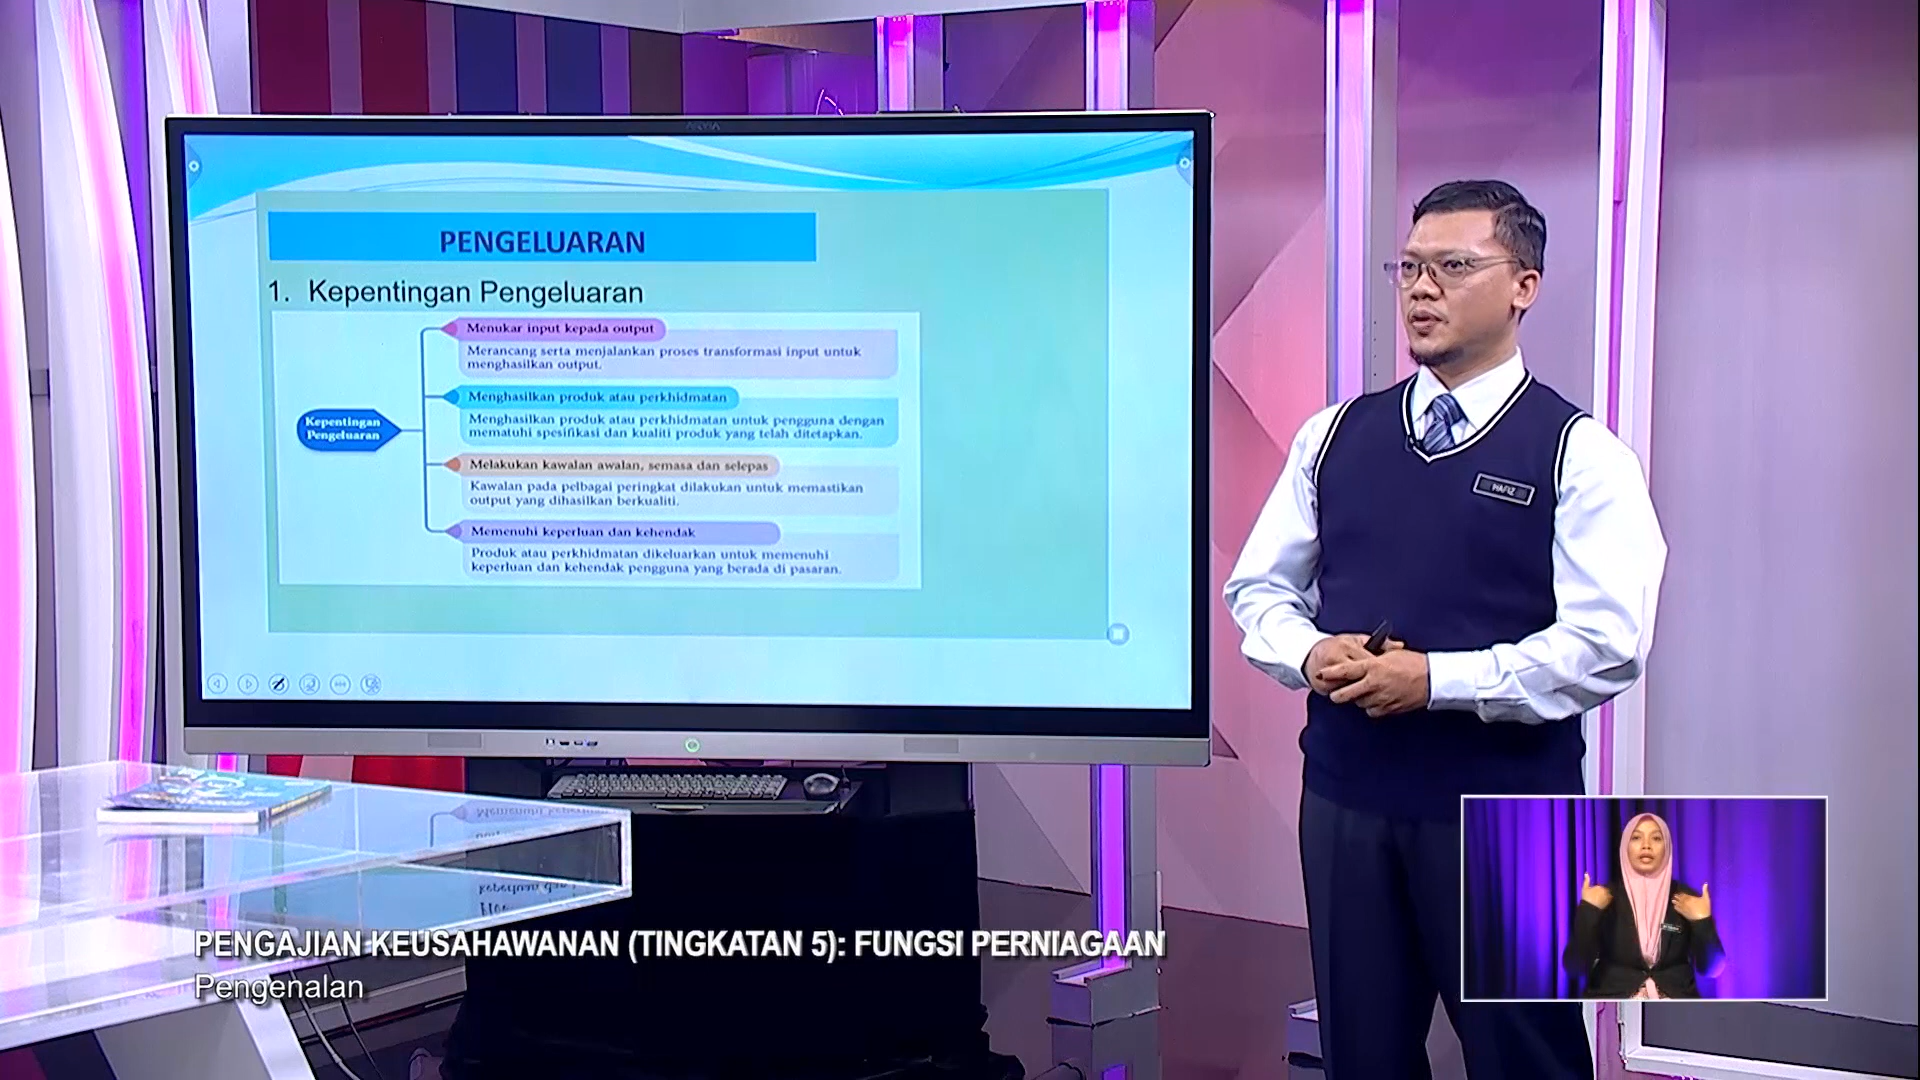 PENGELUARAN
1. Kepentingan Pengeluaran
Kepentingan
Pengeluaran
Menukar input kepada output
Merancang serta menjalankan proses transformasi input untuk
menghasilkan output.
Menghasilkan produk atau perkhidmatan
Menghasilkan produk atau perkhidmatan untuk pengguna dengan
mematuhi spesifikasi dan kualiti produk yang telah ditetapkan.
Melakukan kawalan awalan, semasa dan selepas
Kawalan pada pelbagai peringkat dilakukan untuk memastikan
output yang dihasilkan berkualiti.
Memenuhi keperluan dan kehendak
Produk atau perkhidmatan dikeluarkan untuk memenuhi
keperluan dan kehendak pengguna yang berada di pasaran.
HAFIZ
PENGAJIAN KEUSAHAWANAN (TINGKATAN 5): FUNGSI PERNIAGAAN
Pengenalan